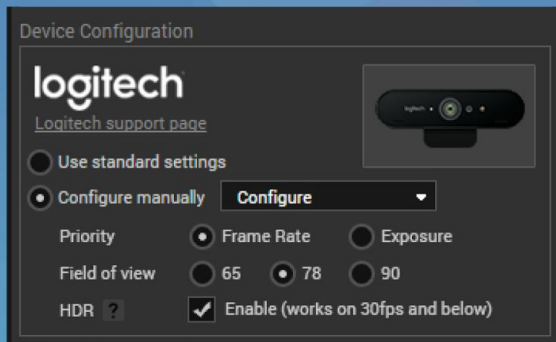 Device Configuration
logitech
Logitech support page
Use standard settings
Configure manually Configure
Priority Frame Rate Exposure
Field of view 65 78 90
HDR ? Enable (works on 30fps and below)